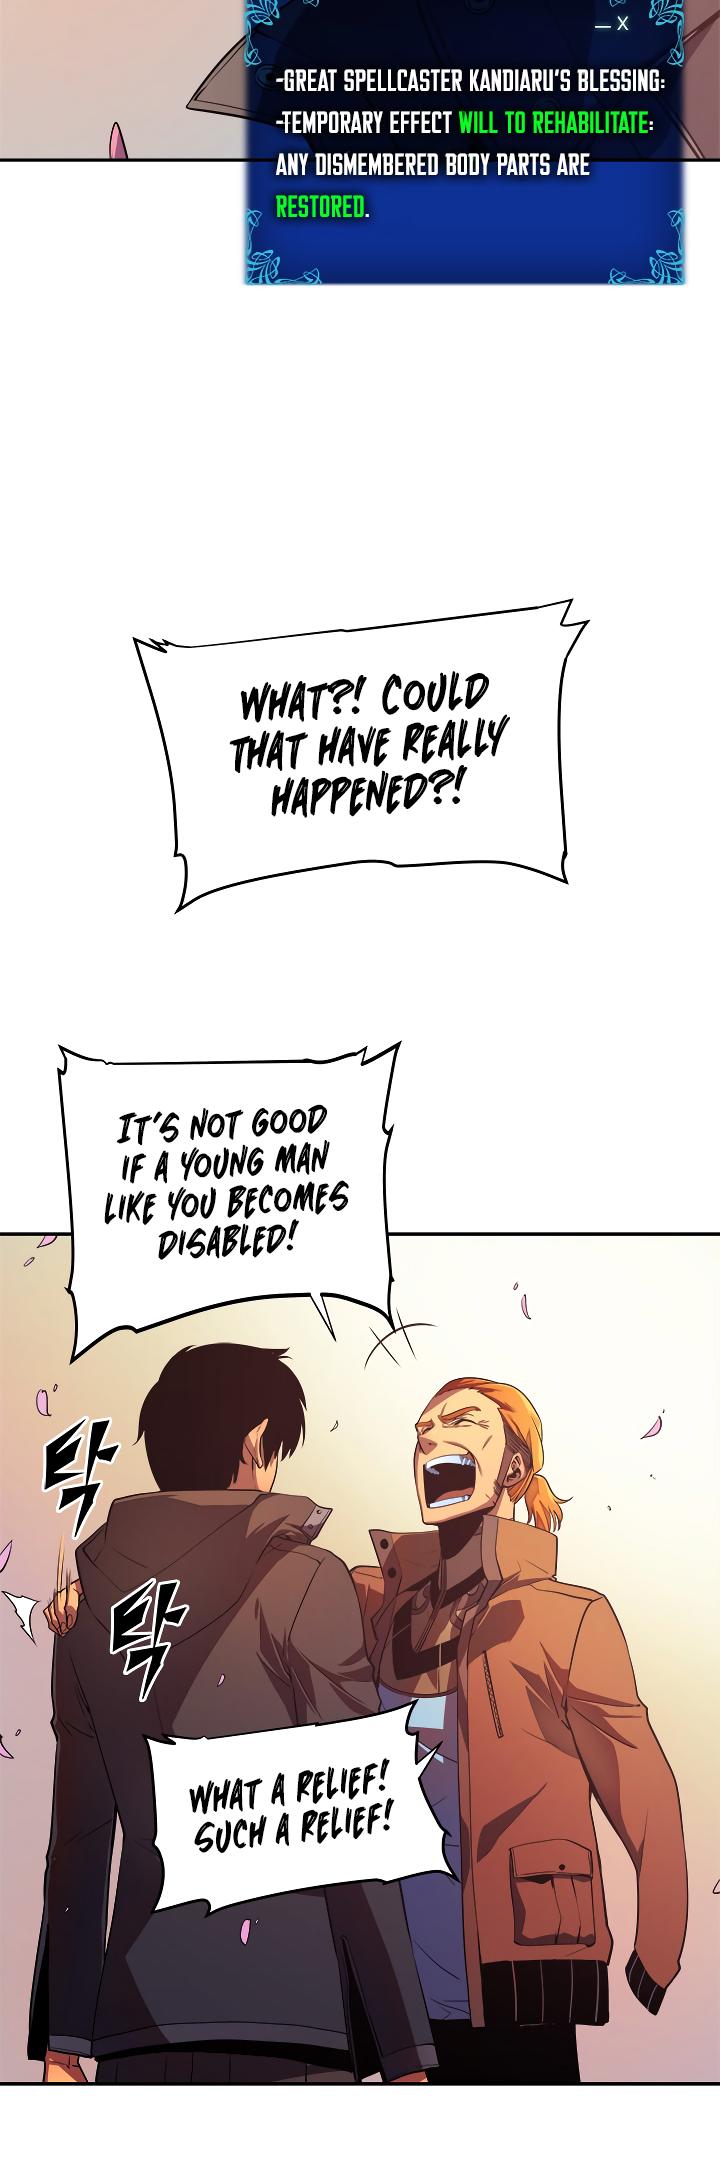 — X
-GREAT SPELLCASTER KANDIARU'S BLESSING:
-TEMPORARY EFFECT WILL TO REHABILITATE:
ANY DISMEMBERED BODY PARTS ARE
RESTORED.
WHAT?! COULD
THAT HAVE REALLY
HAPPENED?!
IT'S NOT GOOD
IF A YOUNG MAN
LIKE YOU BECOMES
DISABLED!
탁
탁
WHAT A RELIEF!
SUCH A RELIEF!